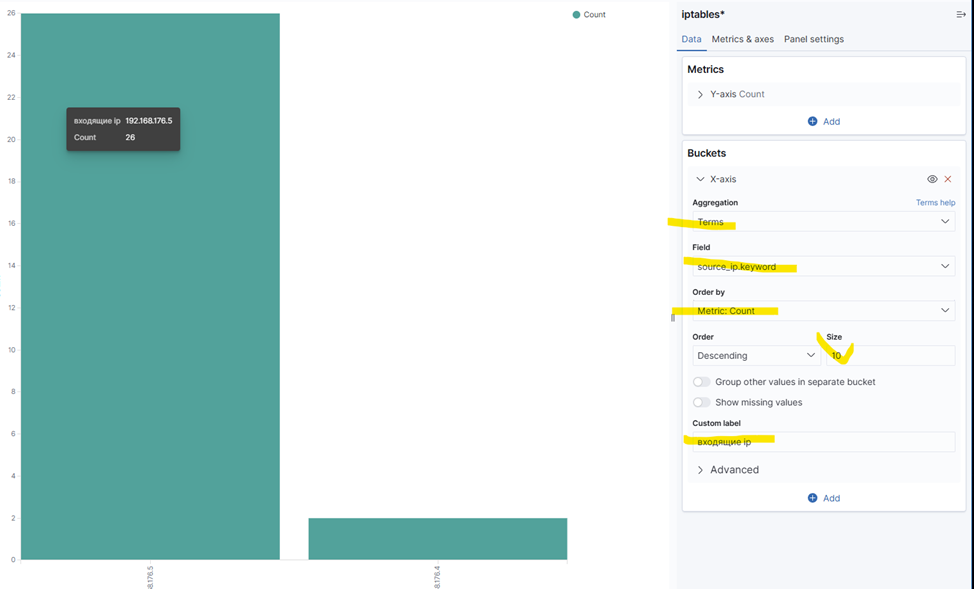 26
24
22
20
18
16
14
12
10
8
6
4
2
0
Count
входящие ip 192.168.176.5
Count 26
8.176.5
8.176.4
iptables*
Data Metrics & axes Panel settings
Metrics
Y-axis Count
Add
Buckets
X-axis
Aggregation Terms help
Terms
Field
source_ip.keyword
Order by
Metric: Count
Order Size
Descending 10
Group other values in separate bucket
Show missing values
Custom label
входящие ip
Advanced
Add